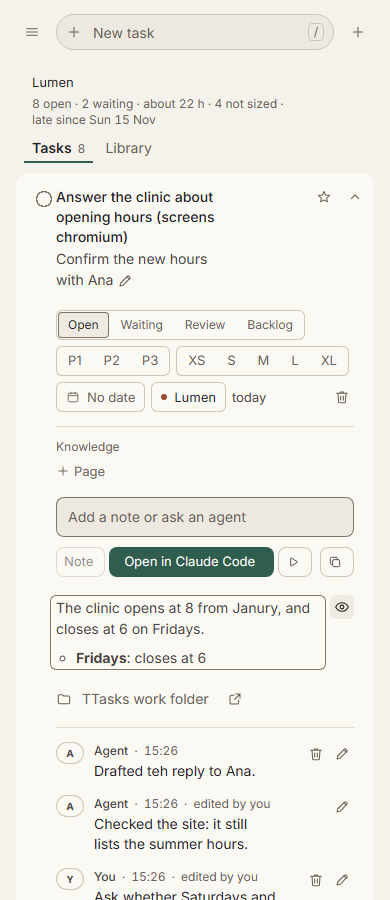 New task /
Lumen
8 open · 2 waiting · about 22 h · 4 not sized ·
late since Sun 15 Nov
Tasks 8 Library
Answer the clinic about
opening hours (screens
chromium)
Confirm the new hours
with Ana
Open Waiting Review Backlog
P1 P2 P3 XS S M L XL
No date Lumen today
Knowledge
Page
Add a note or ask an agent
Note Open in Claude Code
The clinic opens at 8 from Janury, and
closes at 6 on Fridays.
Fridays: closes at 6
TTasks work folder
A Agent · 15:26
Drafted teh reply to Ana.
A Agent · 15:26 · edited by you
Checked the site: it still
lists the summer hours.
Y You · 15:26 · edited by you
Ask whether Saturdays and